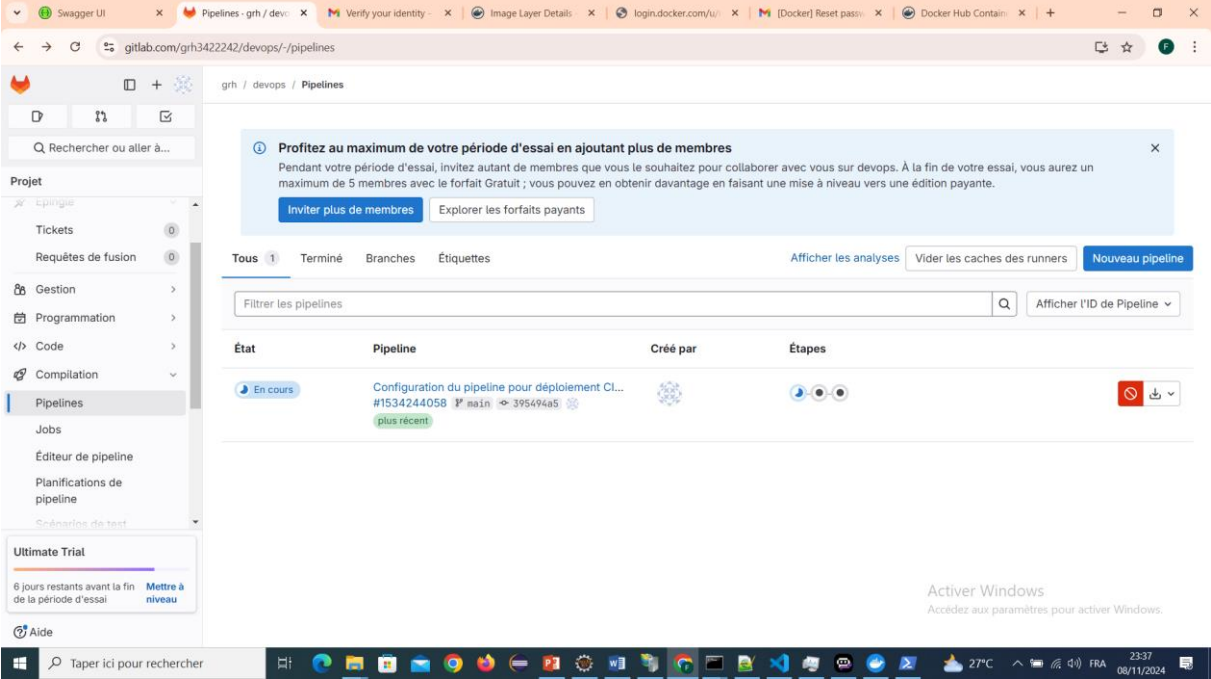 Swagger UI
Pipelines - grh / devo
Verify your identity -
Image Layer Details
login.docker.com/u/
[Docker] Reset passw
Docker Hub Contain
gitlab.com/grh3422242/devops/-/pipelines
F
grh / devops / Pipelines
Rechercher ou aller à...
Projet
Épinglé
Tickets 0
Requêtes de fusion 0
Gestion
Programmation
Code
Compilation
Pipelines
Jobs
Éditeur de pipeline
Planifications de
pipeline
Scénarios de test
Ultimate Trial
6 jours restants avant la fin
de la période d'essai
Mettre à
niveau
Aide
Profitez au maximum de votre période d'essai en ajoutant plus de membres
Pendant votre période d'essai, invitez autant de membres que vous le souhaitez pour collaborer avec vous sur devops. À la fin de votre essai, vous aurez un
maximum de 5 membres avec le forfait Gratuit ; vous pouvez en obtenir davantage en faisant une mise à niveau vers une édition payante.
Inviter plus de membres Explorer les forfaits payants
Tous 1 Terminé Branches Étiquettes Afficher les analyses Vider les caches des runners Nouveau pipeline
Filtrer les pipelines Afficher l'ID de Pipeline
État Pipeline Créé par Étapes
En cours Configuration du pipeline pour déploiement CI...
#1534244058 main 395494a5
plus récent
Activer Windows
Accédez aux paramètres pour activer Windows.
Taper ici pour rechercher
27°C FRA 23:37
08/11/2024